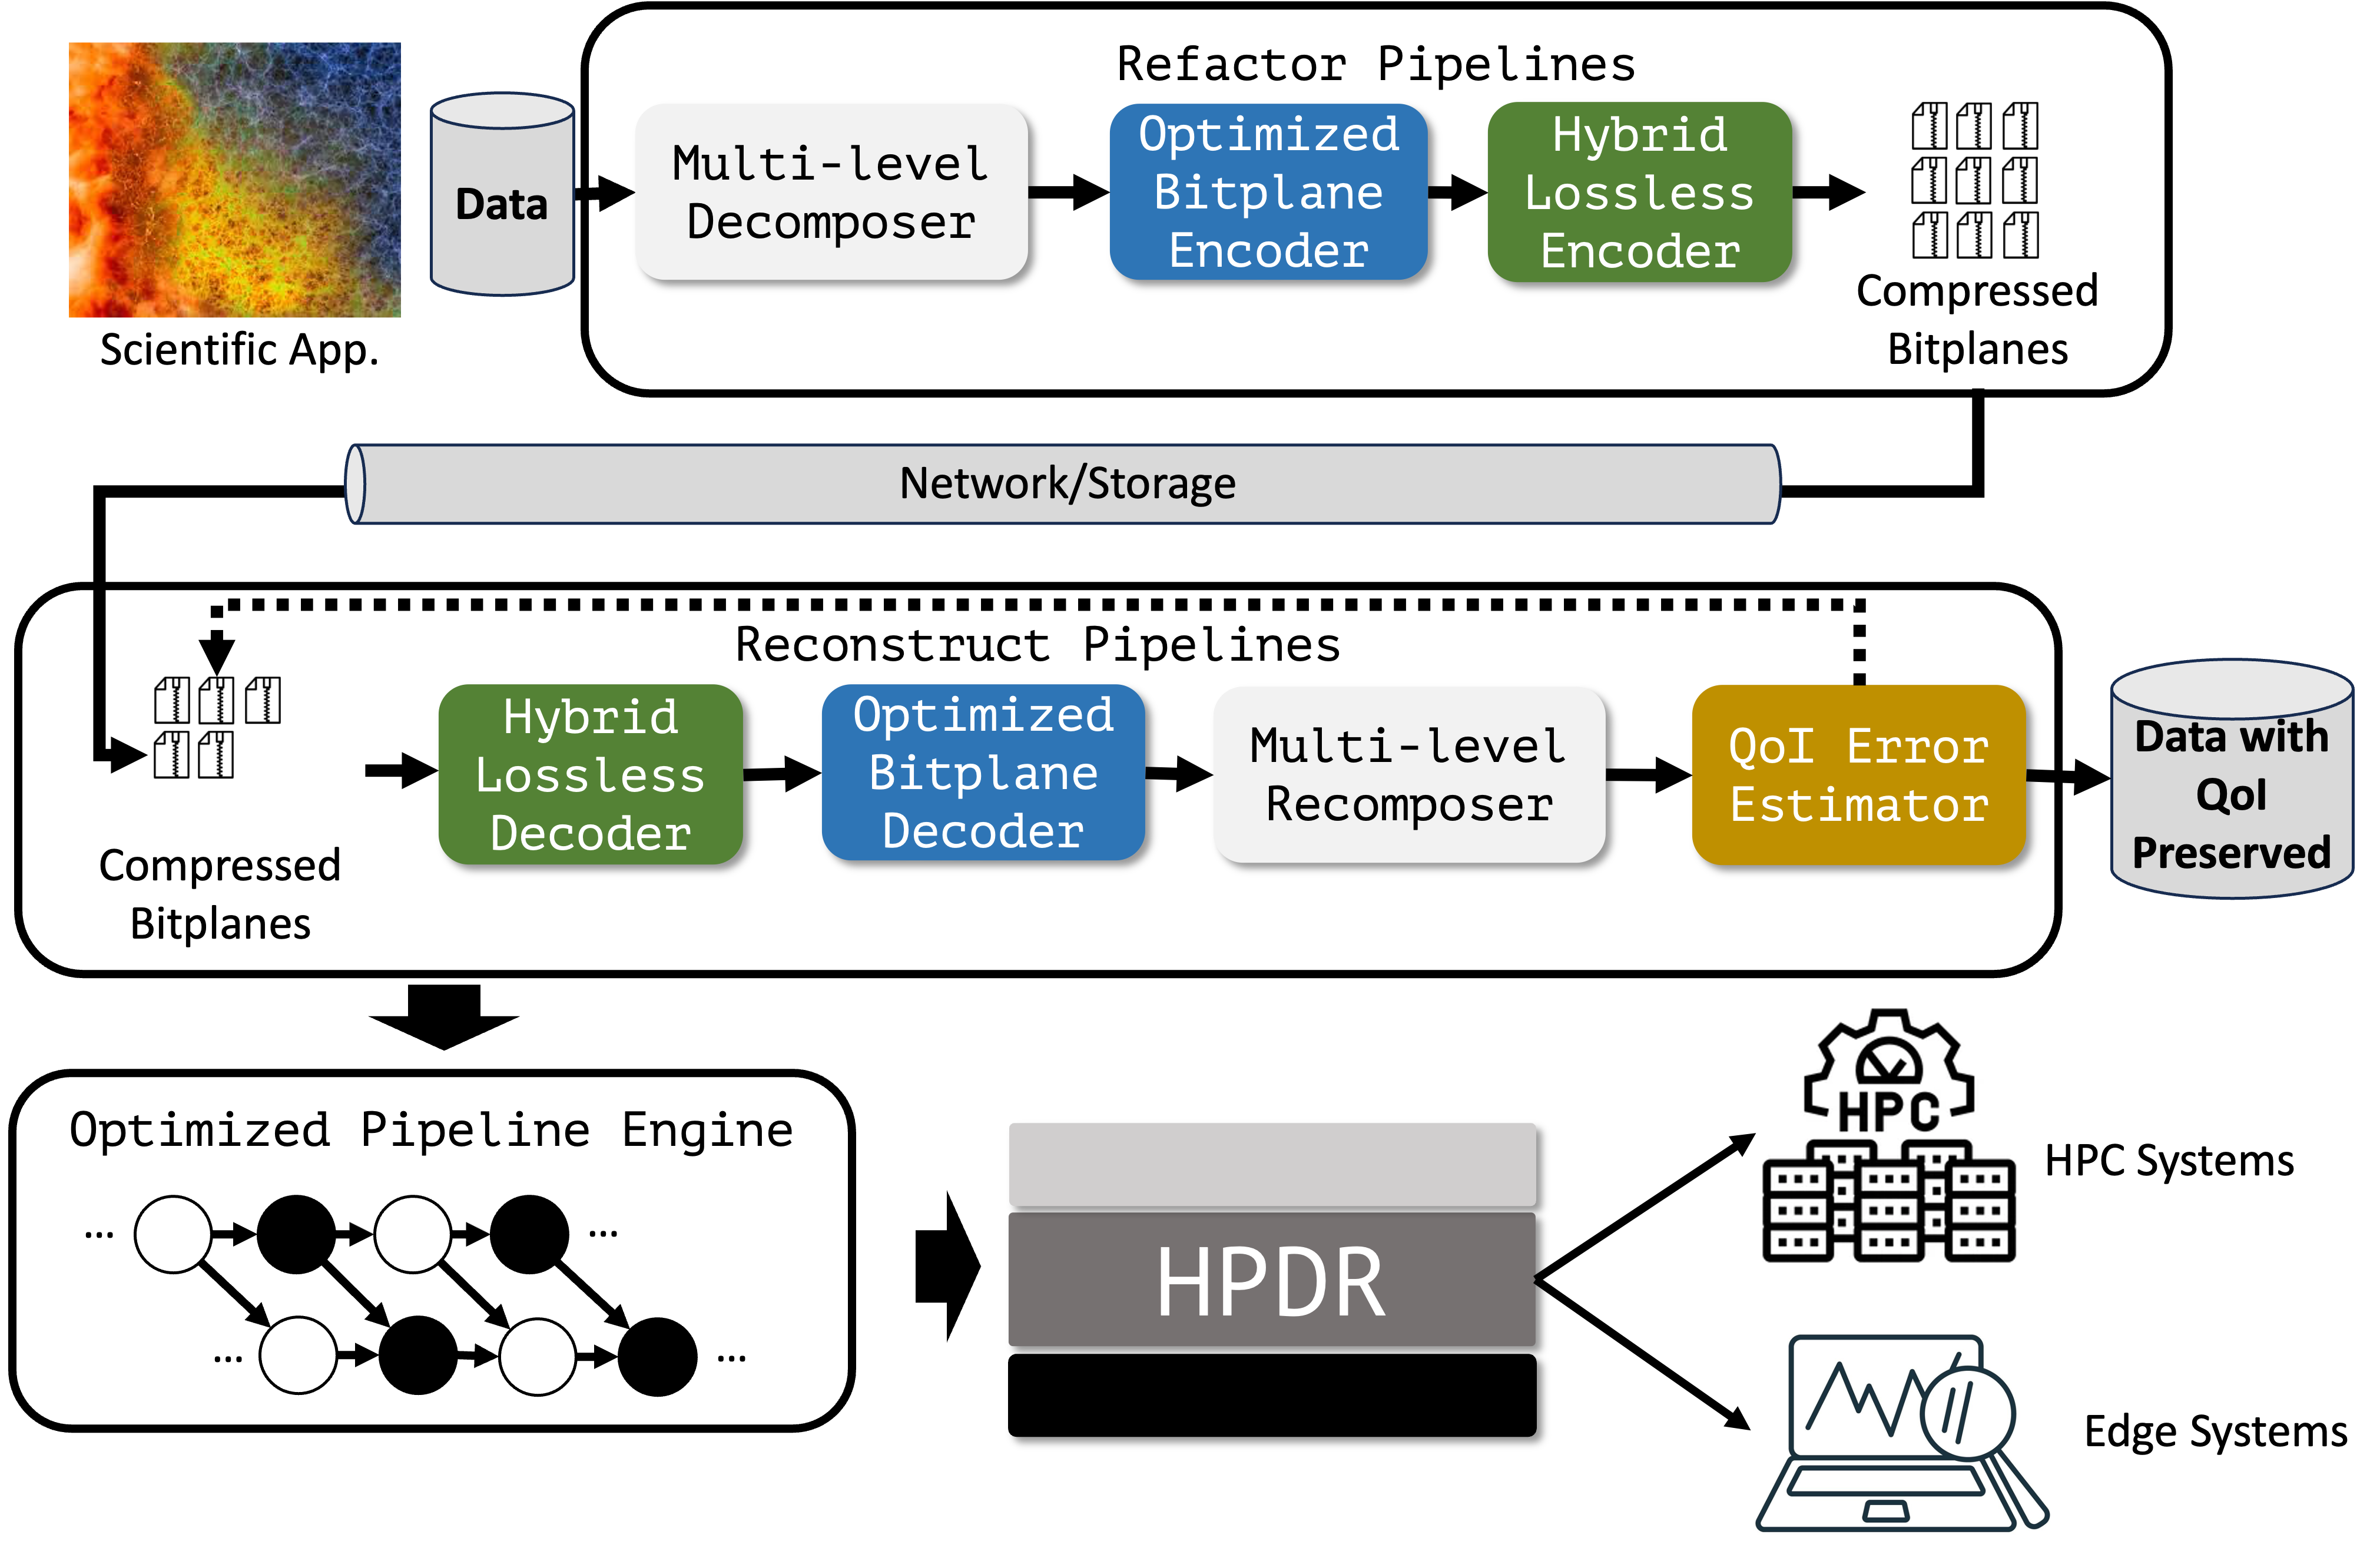 Refactor Pipelines
Scientific App.
Data
Multi-level
Decomposer
Optimized
Bitplane
Encoder
Hybrid
Lossless
Encoder
Compressed
Bitplanes
Network/Storage
Reconstruct Pipelines
Compressed
Bitplanes
Hybrid
Lossless
Decoder
Optimized
Bitplane
Decoder
Multi-level
Recomposer
QoI Error
Estimator
Data with
QoI
Preserved
Optimized Pipeline Engine
...
...
...
...
HPDR
HPC
HPC Systems
Edge Systems